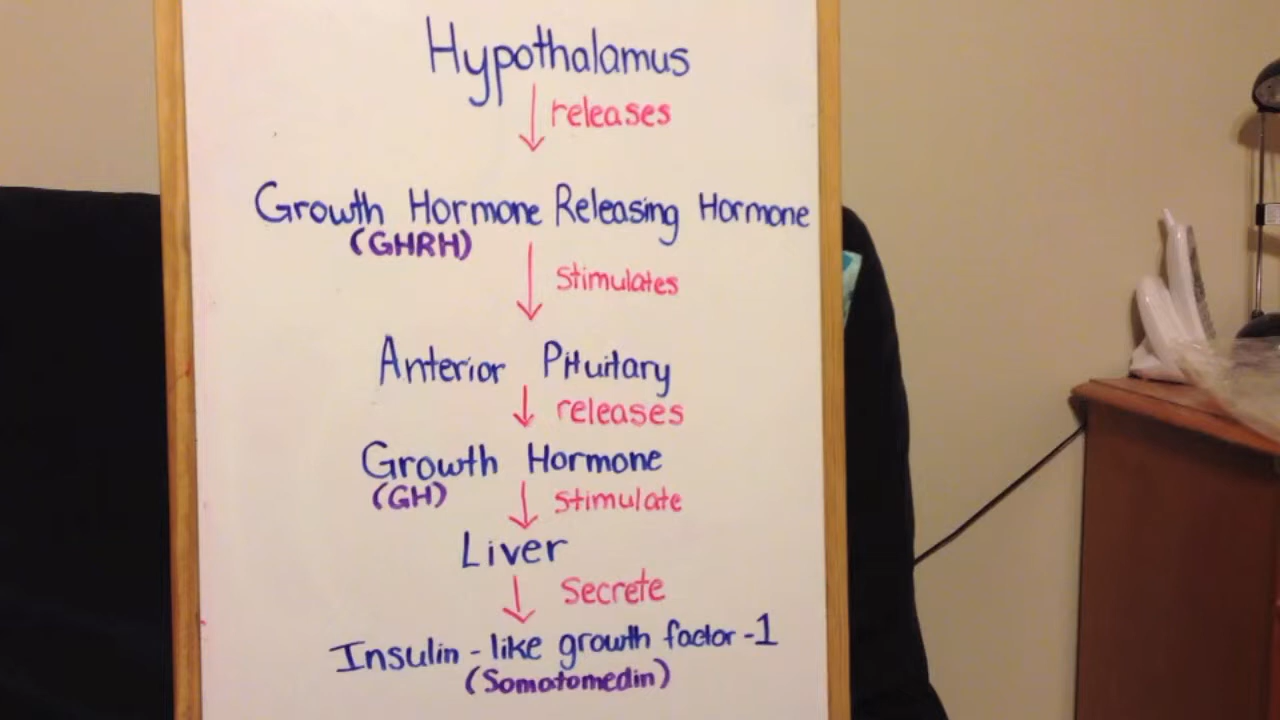 Hypothalamus
releases
Growth Hormone Releasing Hormone
(GHRH)
stimulates
Anterior Pituitary
releases
Growth Hormone
(GH)
stimulate
Liver
secrete
Insulin-like growth factor-1
(Somatomedin)